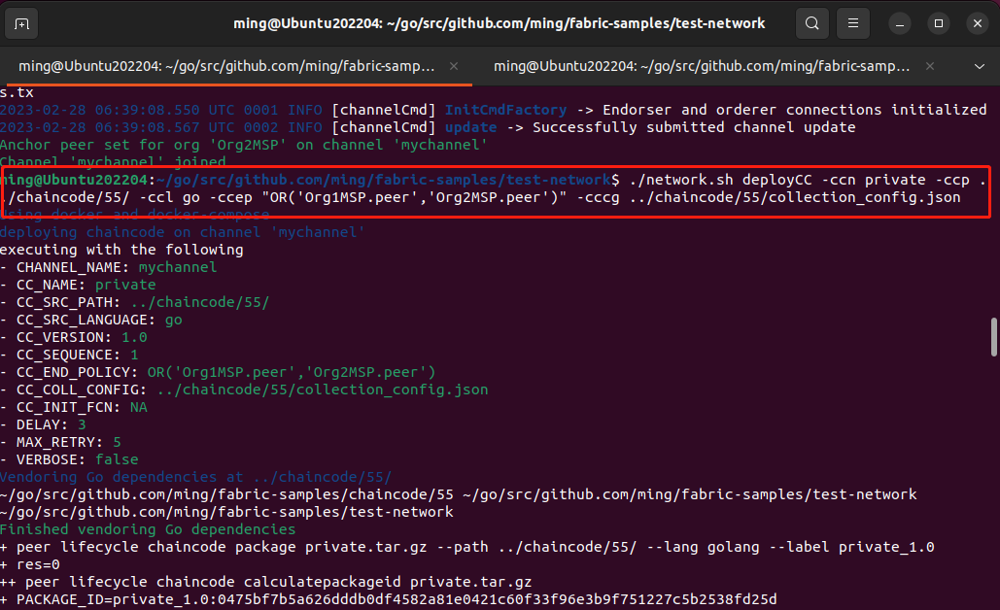 ming@Ubuntu202204: ~/go/src/github.com/ming/fabric-samples/test-network
ming@Ubuntu202204: ~/go/src/github.com/ming/fabric-samp...
ming@Ubuntu202204: ~/go/src/github.com/ming/fabric-samp...
s.tx
2023-02-28 06:39:08.550 UTC 0001 INFO [channelCmd] InitCmdFactory -> Endorser and orderer connections initialized
2023-02-28 06:39:08.567 UTC 0002 INFO [channelCmd] update -> Successfully submitted channel update
Anchor peer set for org 'Org2MSP' on channel 'mychannel'
Channel 'mychannel' joined
ming@Ubuntu202204:~/go/src/github.com/ming/fabric-samples/test-network$ ./network.sh deployCC -ccn private -ccp .
./chaincode/55/ -ccl go -ccep "OR('Org1MSP.peer','Org2MSP.peer')" -cccg ../chaincode/55/collection_config.json
Using docker and docker-compose
deploying chaincode on channel 'mychannel'
executing with the following
- CHANNEL_NAME: mychannel
- CC_NAME: private
- CC_SRC_PATH: ../chaincode/55/
- CC_SRC_LANGUAGE: go
- CC_VERSION: 1.0
- CC_SEQUENCE: 1
- CC_END_POLICY: OR('Org1MSP.peer','Org2MSP.peer')
- CC_COLL_CONFIG: ../chaincode/55/collection_config.json
- CC_INIT_FCN: NA
- DELAY: 3
- MAX_RETRY: 5
- VERBOSE: false
Vendoring Go dependencies at ../chaincode/55/
~/go/src/github.com/ming/fabric-samples/chaincode/55 ~/go/src/github.com/ming/fabric-samples/test-network
~/go/src/github.com/ming/fabric-samples/test-network
Finished vendoring Go dependencies
+ peer lifecycle chaincode package private.tar.gz --path ../chaincode/55/ --lang golang --label private_1.0
+ res=0
++ peer lifecycle chaincode calculatepackageid private.tar.gz
+ PACKAGE_ID=private_1.0:0475bf7b5a626dddb0df4582a81e0421c60f33f96e3b9f751227c5b2538fd25d